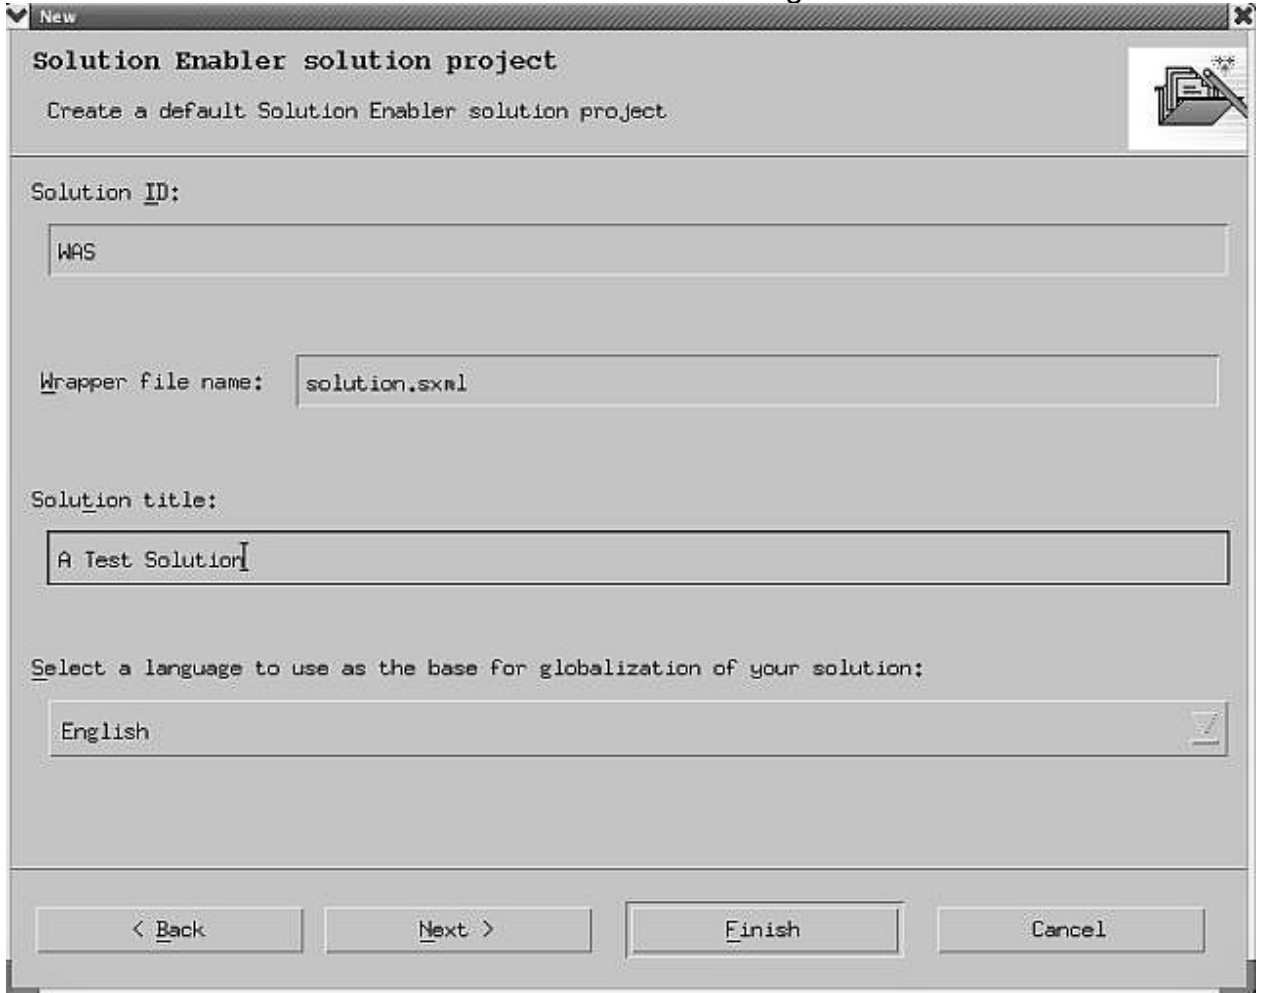 New
Solution Enabler solution project
Create a default Solution Enabler solution project
Solution ID:
WAS
Wrapper file name: solution.sxml
Solution title:
A Test Solution
Select a language to use as the base for globalization of your solution:
English
< Back Next > Finish Cancel